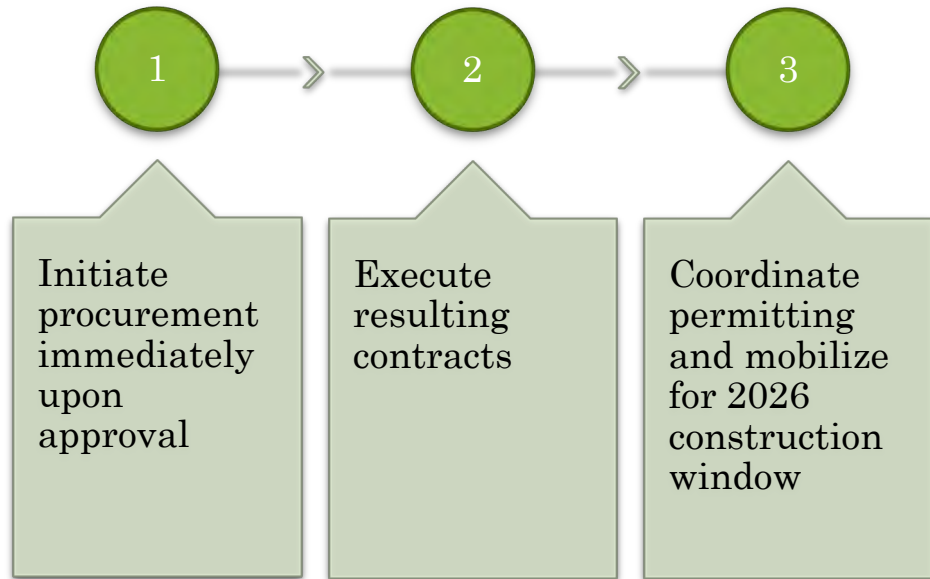 1
2
3
Initiate
procurement
immediately
upon
approval
Execute
resulting
contracts
Coordinate
permitting
and mobilize
for 2026
construction
window